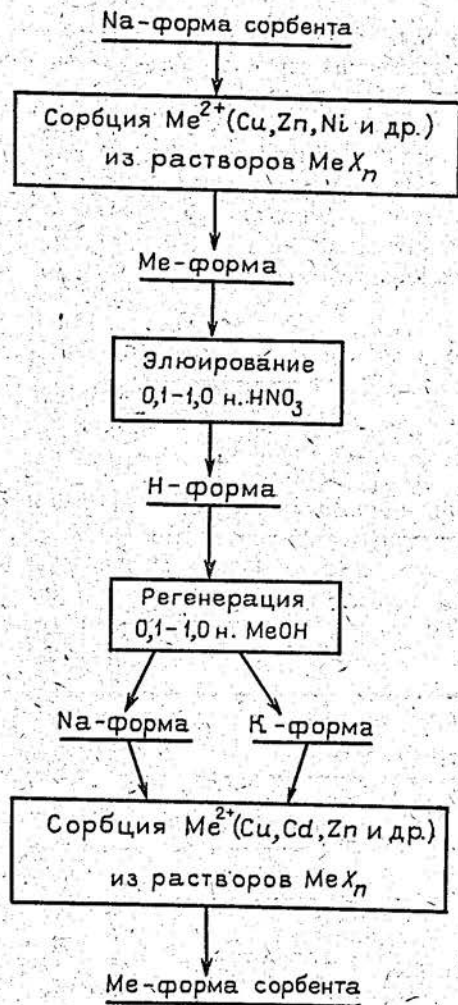 Na-форма сорбента
Сорбция Me²⁺(Cu,Zn,Ni и др.)
из растворов MeXₙ
Me-форма
Элюирование
0,1–1,0 н. HNO₃
H-форма
Регенерация
0,1–1,0 н. MeOH
Na-форма K-форма
Сорбция Me²⁺(Cu,Cd,Zn и др.)
из растворов MeXₙ
Me-форма сорбента